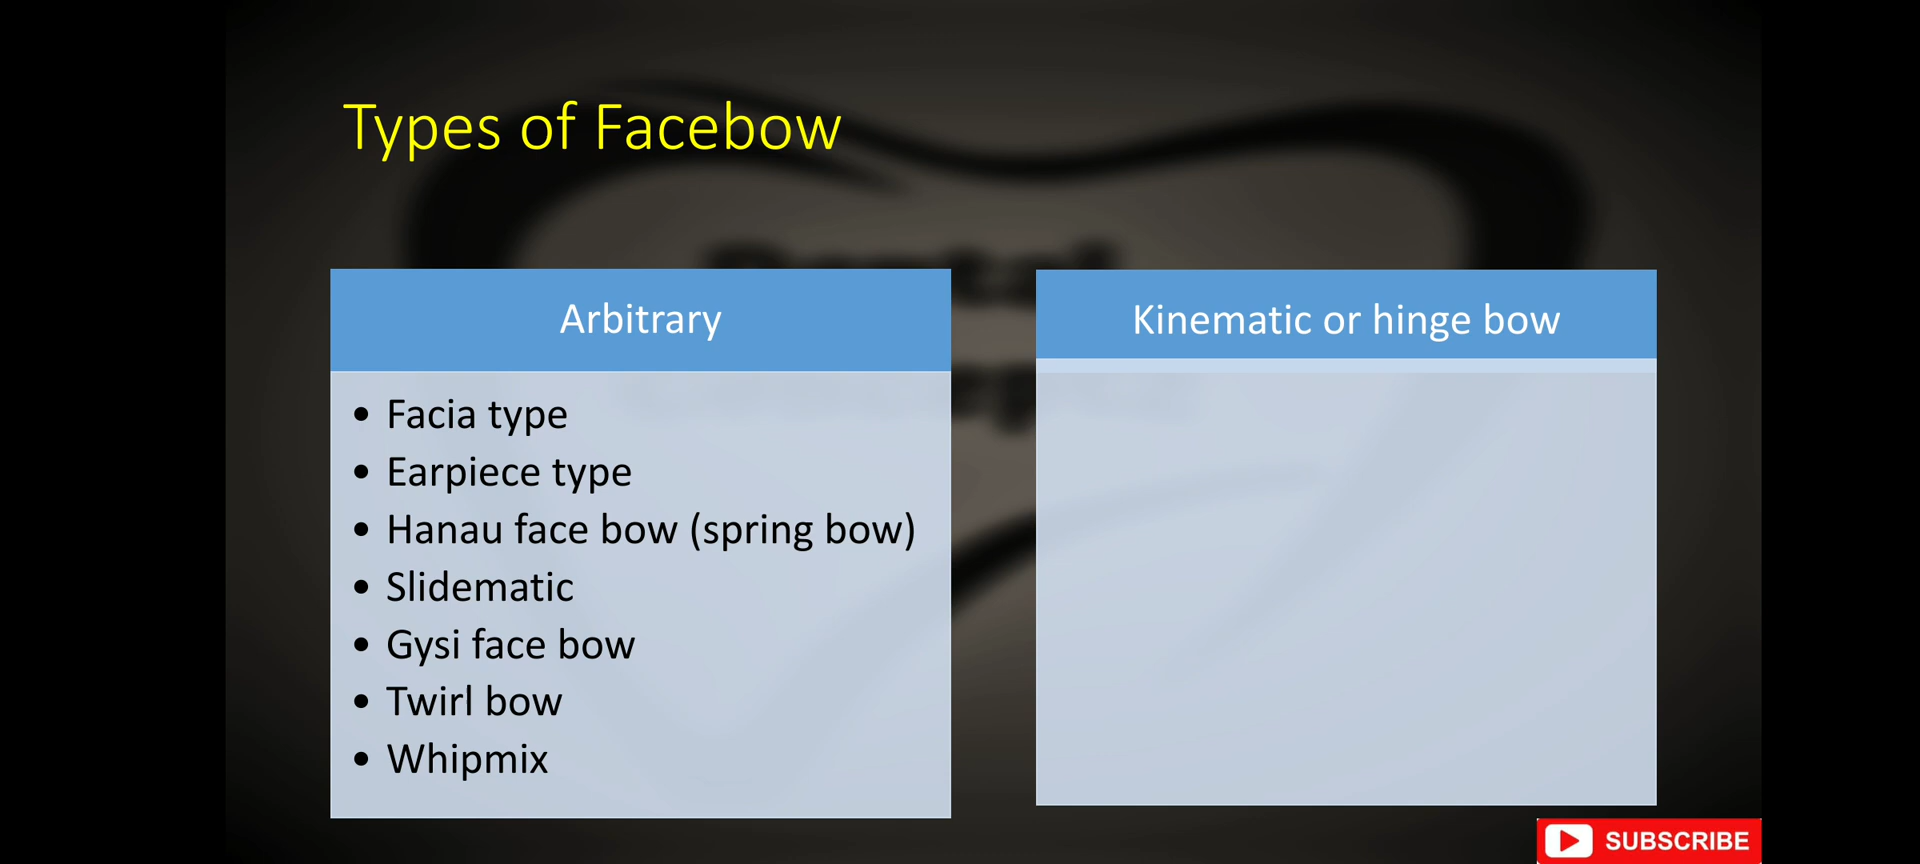 Types of Facebow
Arbitrary
• Facia type
• Earpiece type
• Hanau face bow (spring bow)
• Slidematic
• Gysi face bow
• Twirl bow
• Whipmix
Kinematic or hinge bow
SUBSCRIBE